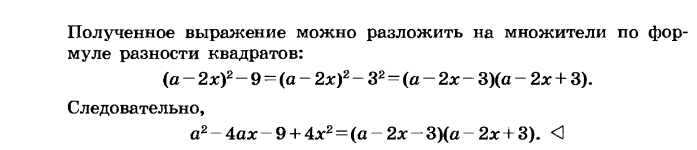 Полученное выражение можно разложить на множители по фор-
муле разности квадратов:
(a−2x)²−9=(a−2x)²−3²=(a−2x−3)(a−2x+3).
Следовательно,
a²−4ax−9+4x²=(a−2x−3)(a−2x+3). ◁